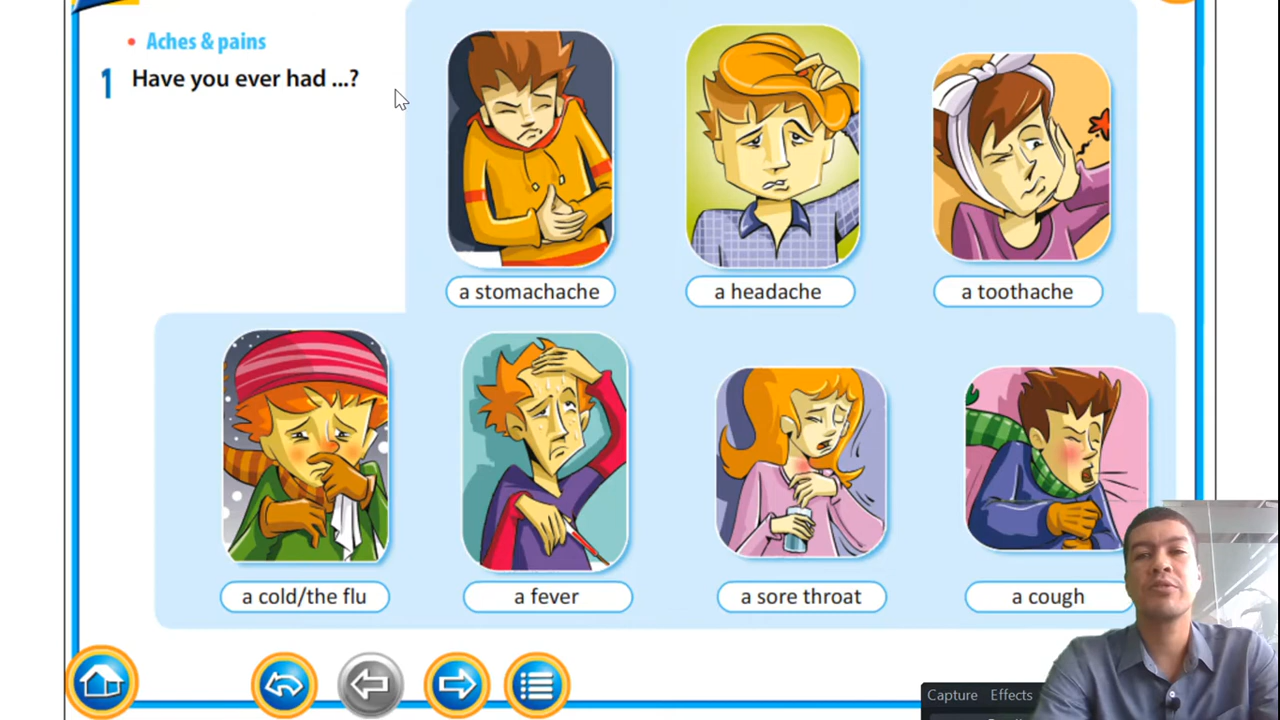 • Aches & pains
1 Have you ever had ...?
a stomachache
a headache
a toothache
a cold/the flu
a fever
a sore throat
a cough
Capture Effects